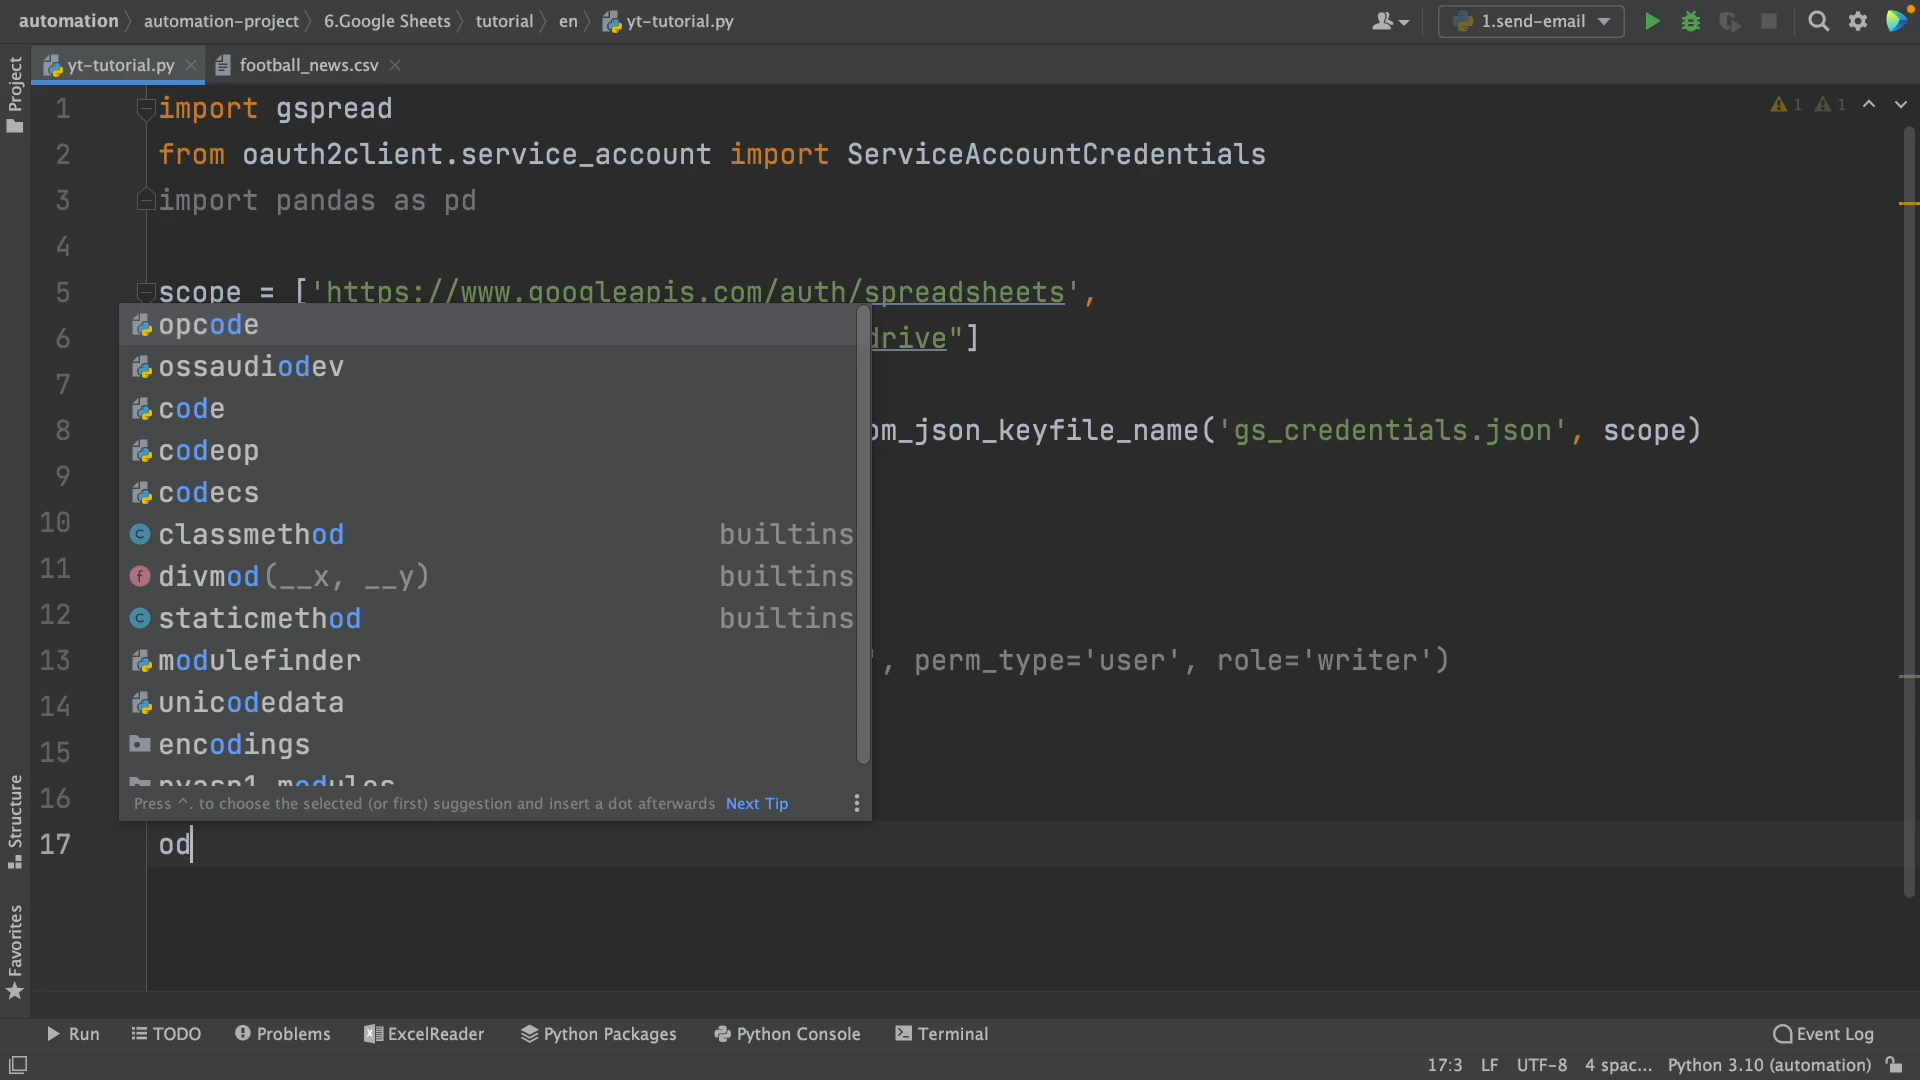 automation automation-project 6.Google Sheets tutorial en yt-tutorial.py 1.send-email
yt-tutorial.py football_news.csv
Project
Structure
Favorites
1 import gspread
2 from oauth2client.service_account import ServiceAccountCredentials
3 import pandas as pd
4
5 scope = ['https://www.googleapis.com/auth/spreadsheets',
6 drive"]
7
8 om_json_keyfile_name('gs_credentials.json', scope)
9
10
11
12
13 ', perm_type='user', role='writer')
14
15
16
17 od
1 1
opcode
ossaudiodev
code
codeop
codecs
classmethod builtins
divmod(__x, __y) builtins
staticmethod builtins
modulefinder
unicodedata
encodings
pyasn1_modules
Press ^. to choose the selected (or first) suggestion and insert a dot afterwards Next Tip
Run TODO Problems ExcelReader Python Packages Python Console Terminal Event Log
17:3 LF UTF-8 4 spac... Python 3.10 (automation)